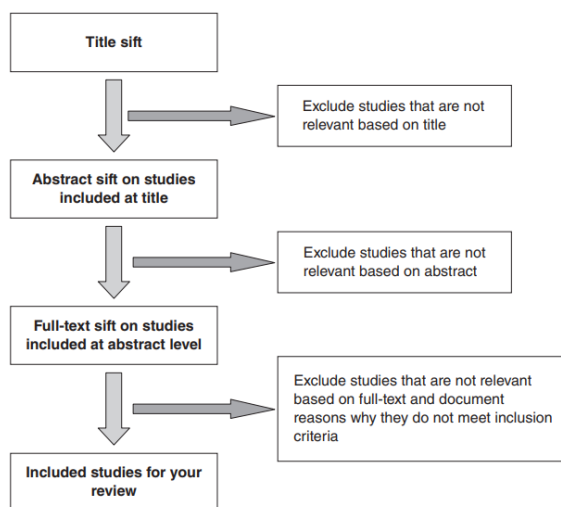 Title sift
Exclude studies that are not
relevant based on title
Abstract sift on studies
included at title
Exclude studies that are not
relevant based on abstract
Full-text sift on studies
included at abstract level
Exclude studies that are not relevant
based on full-text and document
reasons why they do not meet inclusion
criteria
Included studies for your
review